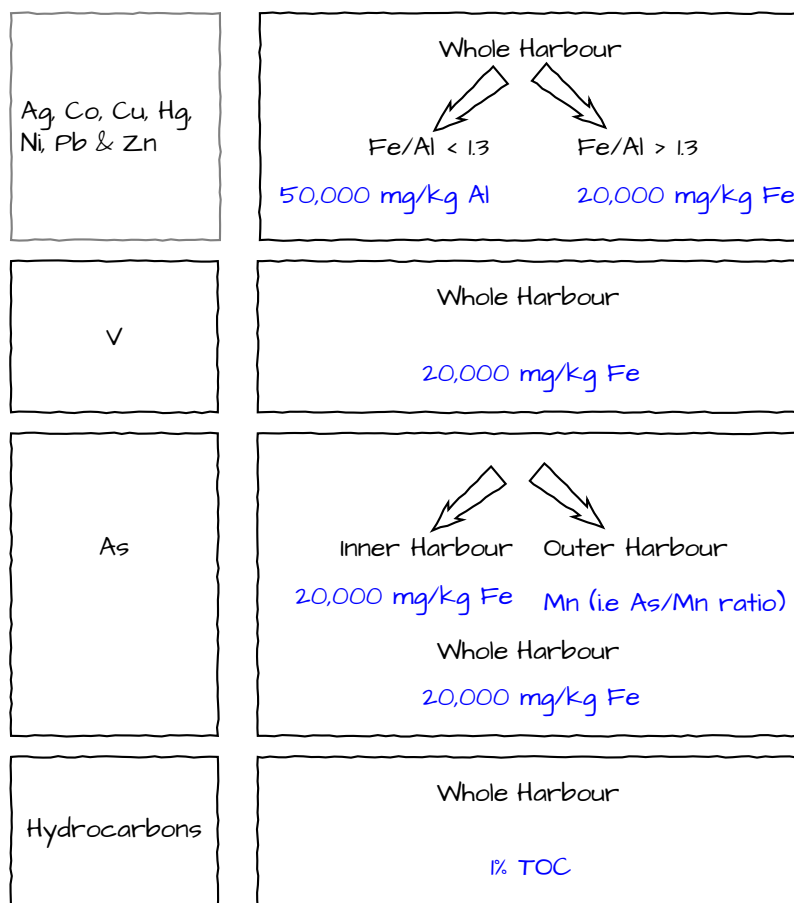 Ag, Co, Cu, Hg,
Ni, Pb & Zn
Whole Harbour
Fe/Al < 1.3
Fe/Al > 1.3
50,000 mg/kg Al
20,000 mg/kg Fe
V
Whole Harbour
20,000 mg/kg Fe
As
Inner Harbour
Outer Harbour
20,000 mg/kg Fe
Mn (i.e As/Mn ratio)
Whole Harbour
20,000 mg/kg Fe
Hydrocarbons
Whole Harbour
1% TOC